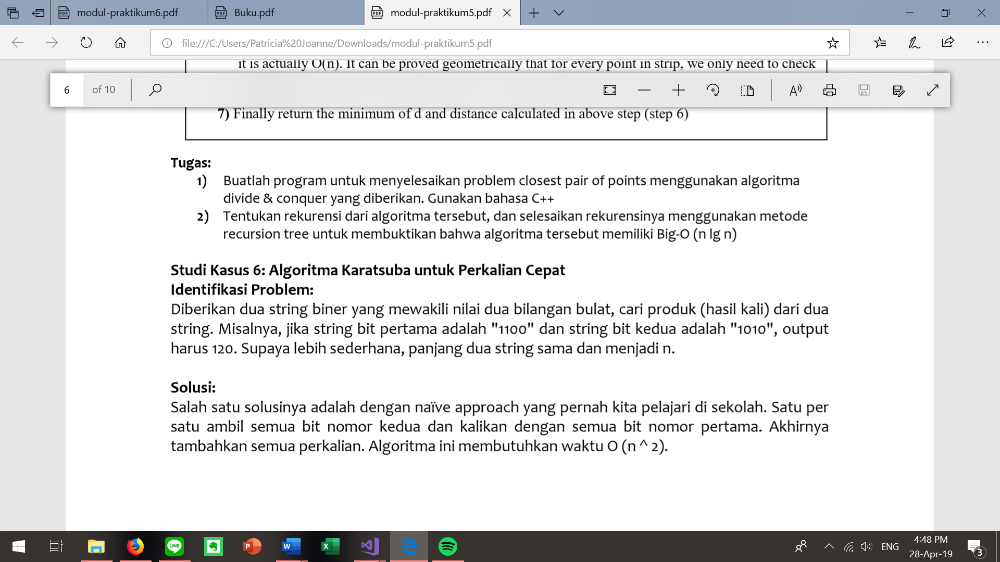 modul-praktikum6.pdf
Buku.pdf
modul-praktikum5.pdf
file:///C:/Users/Patricia%20Joanne/Downloads/modul-praktikum5.pdf
it is actually O(n). It can be proved geometrically that for every point in strip, we only need to check
6 of 10
7) Finally return the minimum of d and distance calculated in above step (step 6)
Tugas:
1) Buatlah program untuk menyelesaikan problem closest pair of points menggunakan algoritma
divide & conquer yang diberikan. Gunakan bahasa C++
2) Tentukan rekurensi dari algoritma tersebut, dan selesaikan rekurensinya menggunakan metode
recursion tree untuk membuktikan bahwa algoritma tersebut memiliki Big-O (n lg n)
Studi Kasus 6: Algoritma Karatsuba untuk Perkalian Cepat
Identifikasi Problem:
Diberikan dua string biner yang mewakili nilai dua bilangan bulat, cari produk (hasil kali) dari dua
string. Misalnya, jika string bit pertama adalah "1100" dan string bit kedua adalah "1010", output
harus 120. Supaya lebih sederhana, panjang dua string sama dan menjadi n.
Solusi:
Salah satu solusinya adalah dengan naïve approach yang pernah kita pelajari di sekolah. Satu per
satu ambil semua bit nomor kedua dan kalikan dengan semua bit nomor pertama. Akhirnya
tambahkan semua perkalian. Algoritma ini membutuhkan waktu O (n ^ 2).
LINE
ENG
4:48 PM
28-Apr-19
3